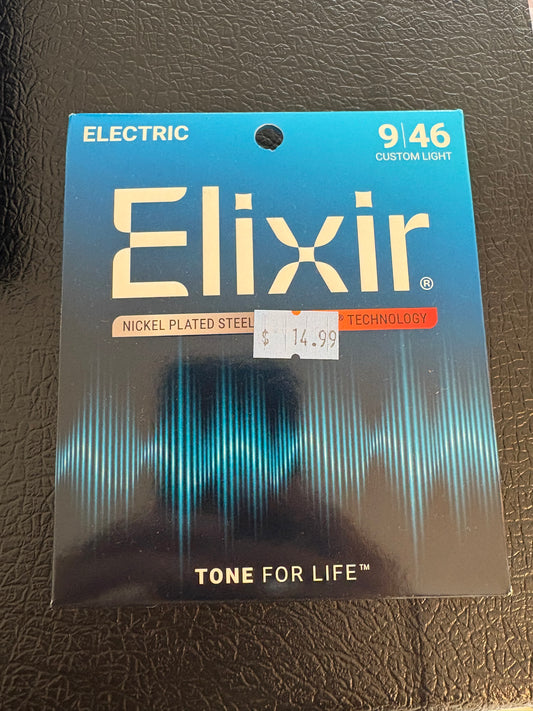 ELECTRIC
9|46
CUSTOM LIGHT
Elixir®
NICKEL PLATED STEEL ® TECHNOLOGY
$ 14.99
TONE FOR LIFE™